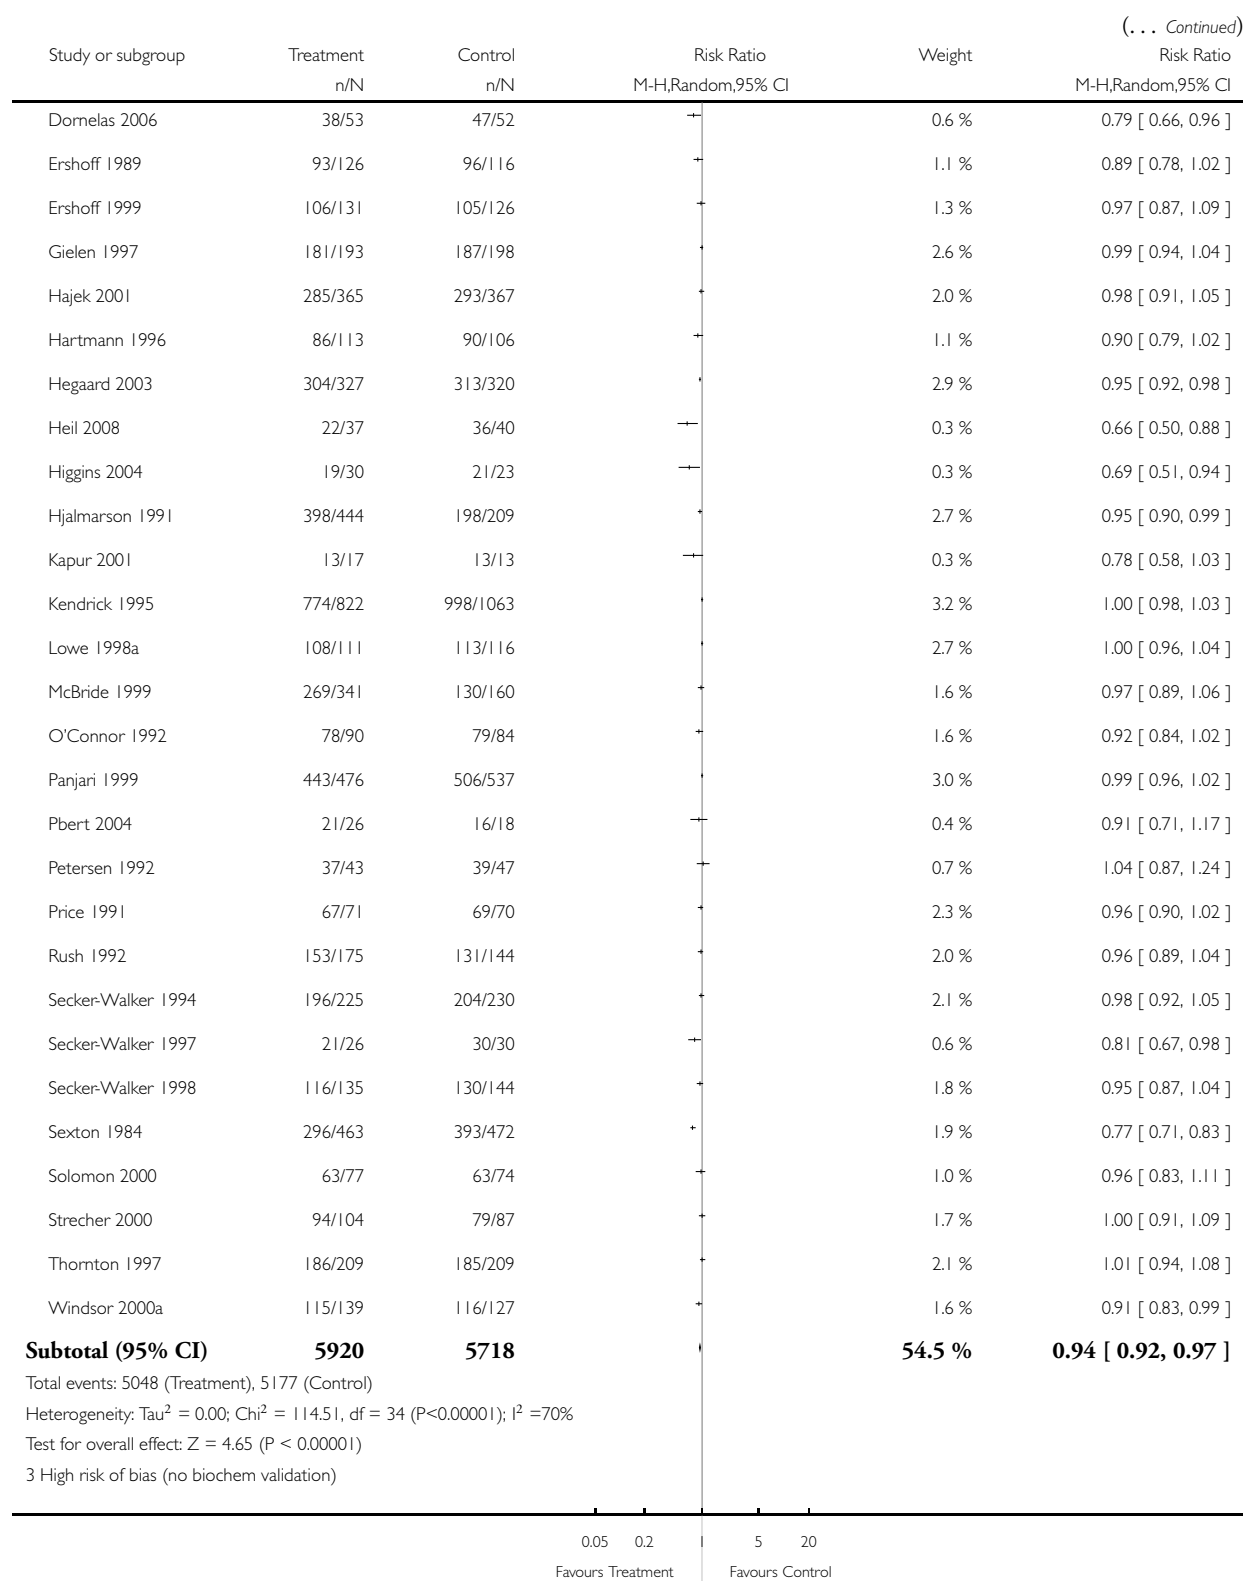 (. . . Continued)
Study or subgroup Treatment Control Risk Ratio Weight Risk Ratio
n/N n/N M-H,Random,95% CI M-H,Random,95% CI
Dornelas 2006 38/53 47/52 0.6 % 0.79 [ 0.66, 0.96 ]
Ershoff 1989 93/126 96/116 1.1 % 0.89 [ 0.78, 1.02 ]
Ershoff 1999 106/131 105/126 1.3 % 0.97 [ 0.87, 1.09 ]
Gielen 1997 181/193 187/198 2.6 % 0.99 [ 0.94, 1.04 ]
Hajek 2001 285/365 293/367 2.0 % 0.98 [ 0.91, 1.05 ]
Hartmann 1996 86/113 90/106 1.1 % 0.90 [ 0.79, 1.02 ]
Hegaard 2003 304/327 313/320 2.9 % 0.95 [ 0.92, 0.98 ]
Heil 2008 22/37 36/40 0.3 % 0.66 [ 0.50, 0.88 ]
Higgins 2004 19/30 21/23 0.3 % 0.69 [ 0.51, 0.94 ]
Hjalmarson 1991 398/444 198/209 2.7 % 0.95 [ 0.90, 0.99 ]
Kapur 2001 13/17 13/13 0.3 % 0.78 [ 0.58, 1.03 ]
Kendrick 1995 774/822 998/1063 3.2 % 1.00 [ 0.98, 1.03 ]
Lowe 1998a 108/111 113/116 2.7 % 1.00 [ 0.96, 1.04 ]
McBride 1999 269/341 130/160 1.6 % 0.97 [ 0.89, 1.06 ]
O'Connor 1992 78/90 79/84 1.6 % 0.92 [ 0.84, 1.02 ]
Panjari 1999 443/476 506/537 3.0 % 0.99 [ 0.96, 1.02 ]
Pbert 2004 21/26 16/18 0.4 % 0.91 [ 0.71, 1.17 ]
Petersen 1992 37/43 39/47 0.7 % 1.04 [ 0.87, 1.24 ]
Price 1991 67/71 69/70 2.3 % 0.96 [ 0.90, 1.02 ]
Rush 1992 153/175 131/144 2.0 % 0.96 [ 0.89, 1.04 ]
Secker-Walker 1994 196/225 204/230 2.1 % 0.98 [ 0.92, 1.05 ]
Secker-Walker 1997 21/26 30/30 0.6 % 0.81 [ 0.67, 0.98 ]
Secker-Walker 1998 116/135 130/144 1.8 % 0.95 [ 0.87, 1.04 ]
Sexton 1984 296/463 393/472 1.9 % 0.77 [ 0.71, 0.83 ]
Solomon 2000 63/77 63/74 1.0 % 0.96 [ 0.83, 1.11 ]
Strecher 2000 94/104 79/87 1.7 % 1.00 [ 0.91, 1.09 ]
Thornton 1997 186/209 185/209 2.1 % 1.01 [ 0.94, 1.08 ]
Windsor 2000a 115/139 116/127 1.6 % 0.91 [ 0.83, 0.99 ]
Subtotal (95% CI) 5920 5718 54.5 % 0.94 [ 0.92, 0.97 ]
Total events: 5048 (Treatment), 5177 (Control)
Heterogeneity: Tau² = 0.00; Chi² = 114.51, df = 34 (P<0.00001); I² =70%
Test for overall effect: Z = 4.65 (P < 0.00001)
3 High risk of bias (no biochem validation)
0.05 0.2 1 5 20
Favours Treatment Favours Control